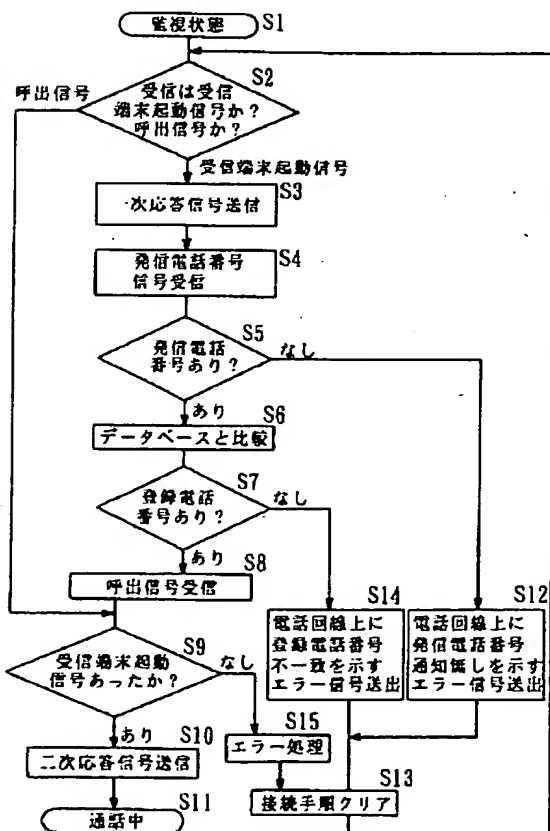 監視状態
S1
呼出信号
受信は受信
端末起動信号か?
呼出信号か?
S2
受信端末起動信号
一次応答信号送信
S3
発信電話番号
信号受信
S4
発信電話
番号あり?
S5
なし
あり
データベースと比較
S6
登録電話
番号あり?
S7
なし
あり
呼出信号受信
S8
電話回線上に
登録電話番号
不一致を示す
エラー信号送出
S14
電話回線上に
発信電話番号
通知無しを示す
エラー信号送出
S12
受信端末起動
信号あったか?
S9
なし
あり
二次応答信号送信
S10
エラー処理
S15
接続手順クリア
S13
通話中
S11